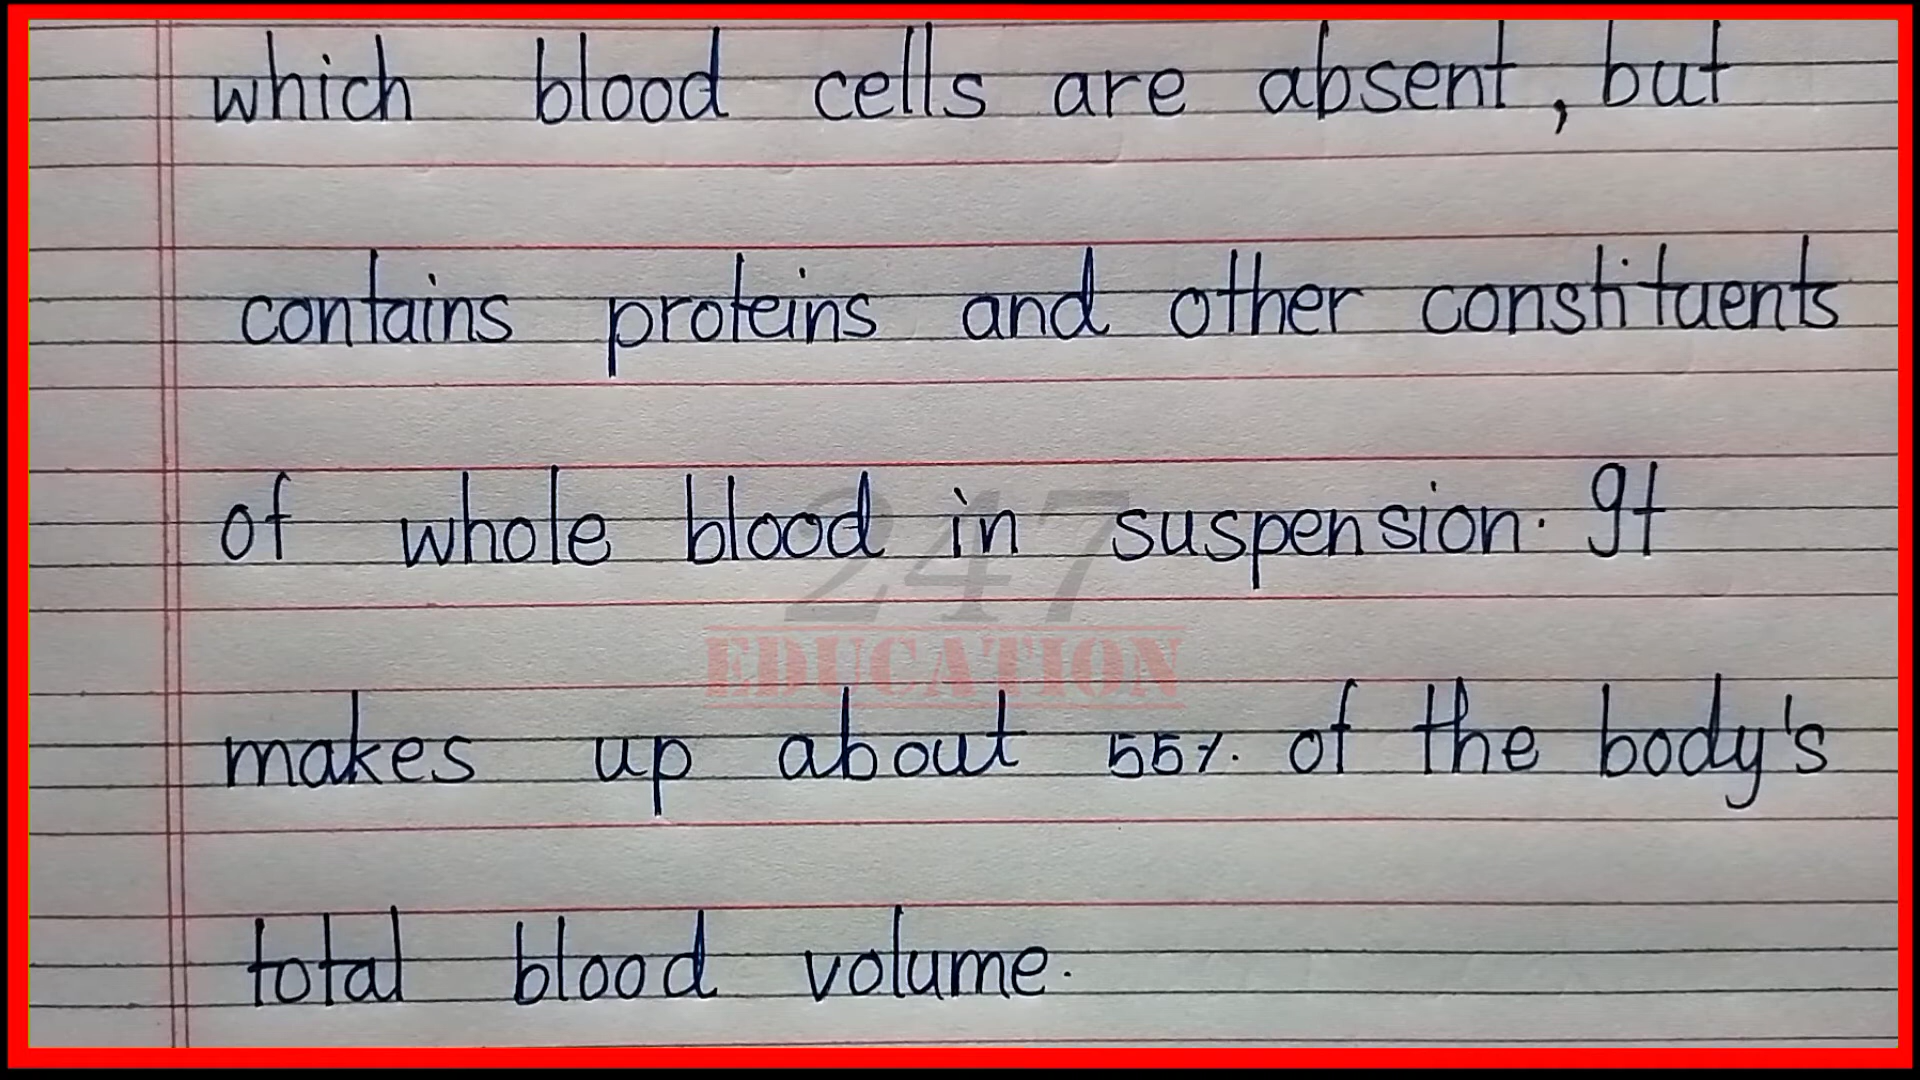 which blood cells are absent, but
contains proteins and other constituents
of whole blood in suspension. It
247
EDUCATION
makes up about 55% of the body's
total blood volume.